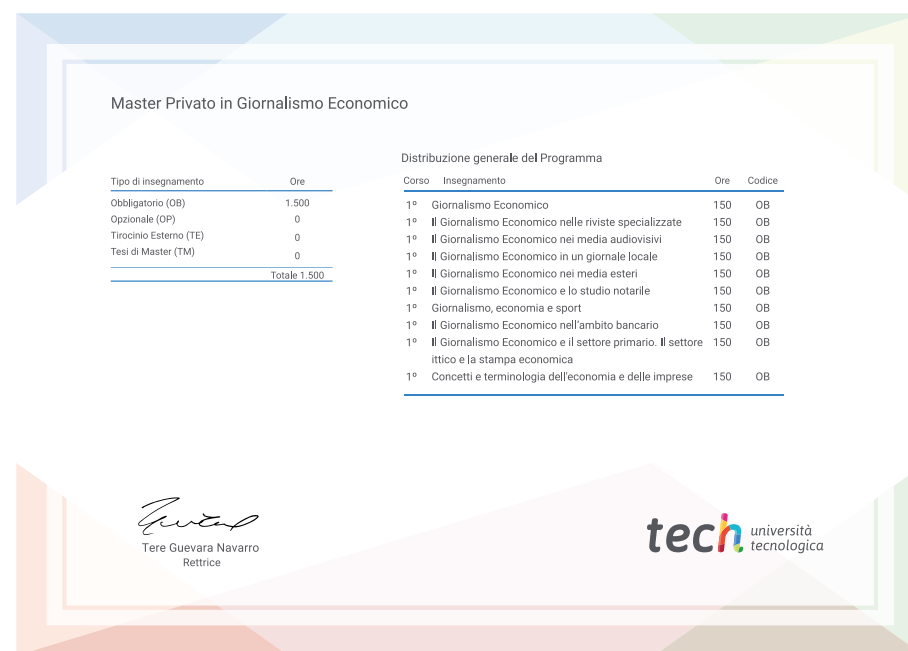 Master Privato in Giornalismo Economico
Tipo di insegnamento Ore
Obbligatorio (OB) 1.500
Opzionale (OP) 0
Tirocinio Esterno (TE) 0
Tesi di Master (TM) 0
Totale 1.500
Distribuzione generale del Programma
Corso Insegnamento Ore Codice
1º Giornalismo Economico 150 OB
1º Il Giornalismo Economico nelle riviste specializzate 150 OB
1º Il Giornalismo Economico nei media audiovisivi 150 OB
1º Il Giornalismo Economico in un giornale locale 150 OB
1º Il Giornalismo Economico nei media esteri 150 OB
1º Il Giornalismo Economico e lo studio notarile 150 OB
1º Giornalismo, economia e sport 150 OB
1º Il Giornalismo Economico nell'ambito bancario 150 OB
1º Il Giornalismo Economico e il settore primario. Il settore 150 OB
ittico e la stampa economica
1º Concetti e terminologia dell'economia e delle imprese 150 OB
Tere Guevara Navarro
Rettrice
tech università
tecnologica